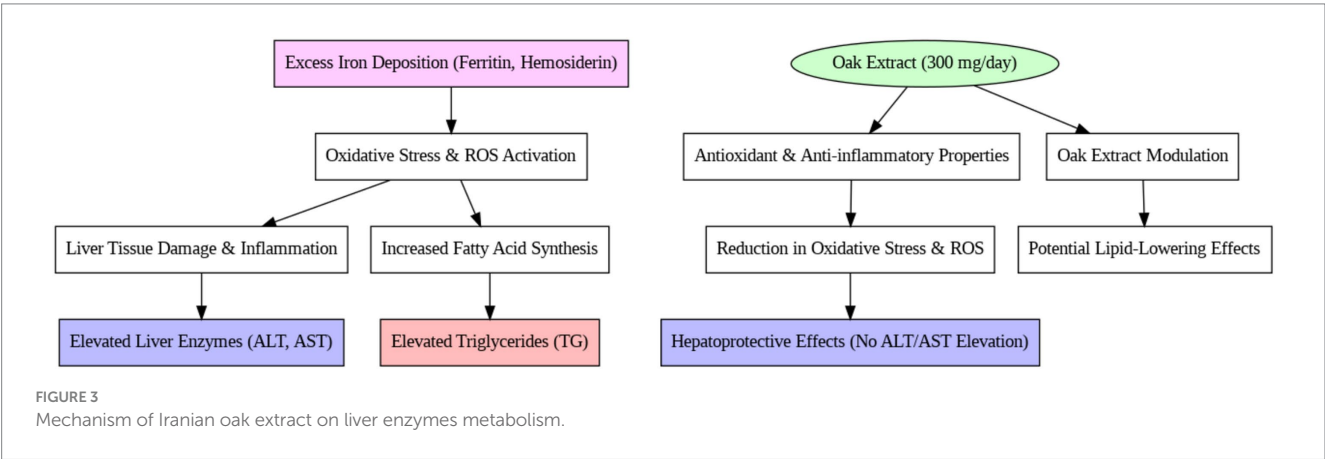 Excess Iron Deposition (Ferritin, Hemosiderin)
Oak Extract (300 mg/day)
Oxidative Stress & ROS Activation
Antioxidant & Anti-inflammatory Properties
Oak Extract Modulation
Liver Tissue Damage & Inflammation
Increased Fatty Acid Synthesis
Reduction in Oxidative Stress & ROS
Potential Lipid-Lowering Effects
Elevated Liver Enzymes (ALT, AST)
Elevated Triglycerides (TG)
Hepatoprotective Effects (No ALT/AST Elevation)
FIGURE 3
Mechanism of Iranian oak extract on liver enzymes metabolism.